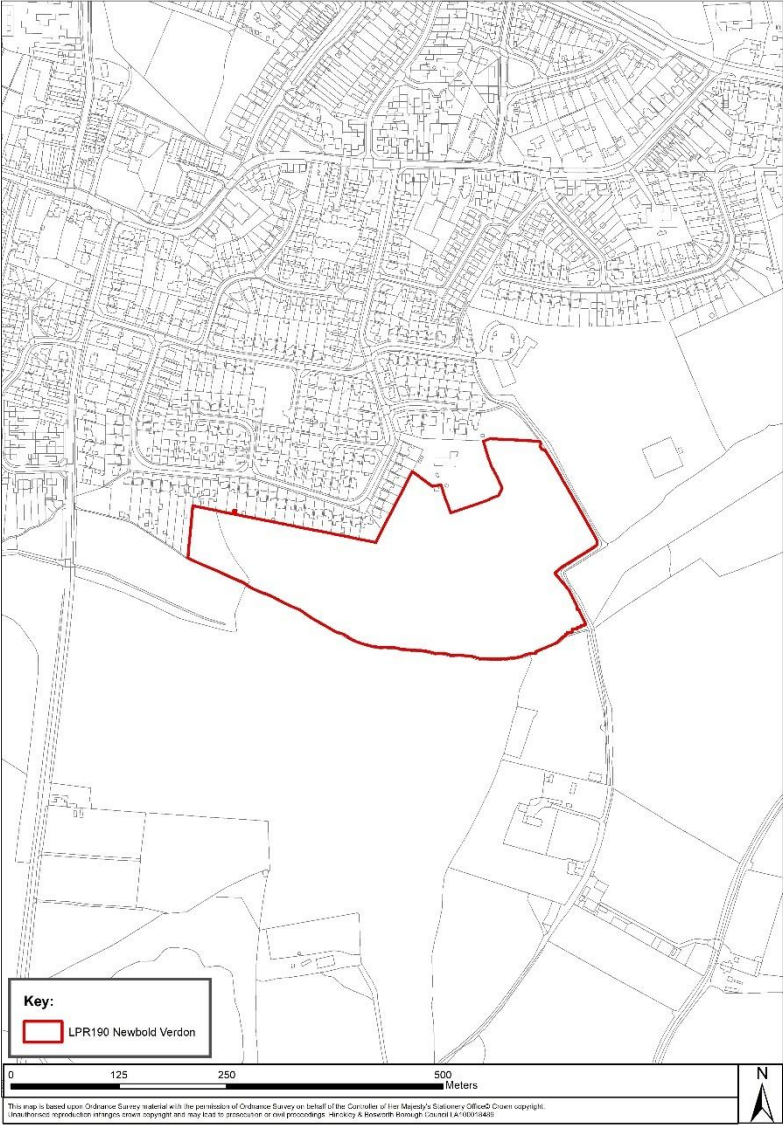 Key:
LPR190 Newbold Verdon
0 125 250 500
Meters
N
This map is based upon Ordnance Survey material with the permission of Ordnance Survey on behalf of the Controller of Her Majesty's Stationery Office© Crown copyright.
Unauthorised reproduction infringes crown copyright and may lead to prosecution or civil proceedings. Hinckley & Bosworth Borough Council LA100018489